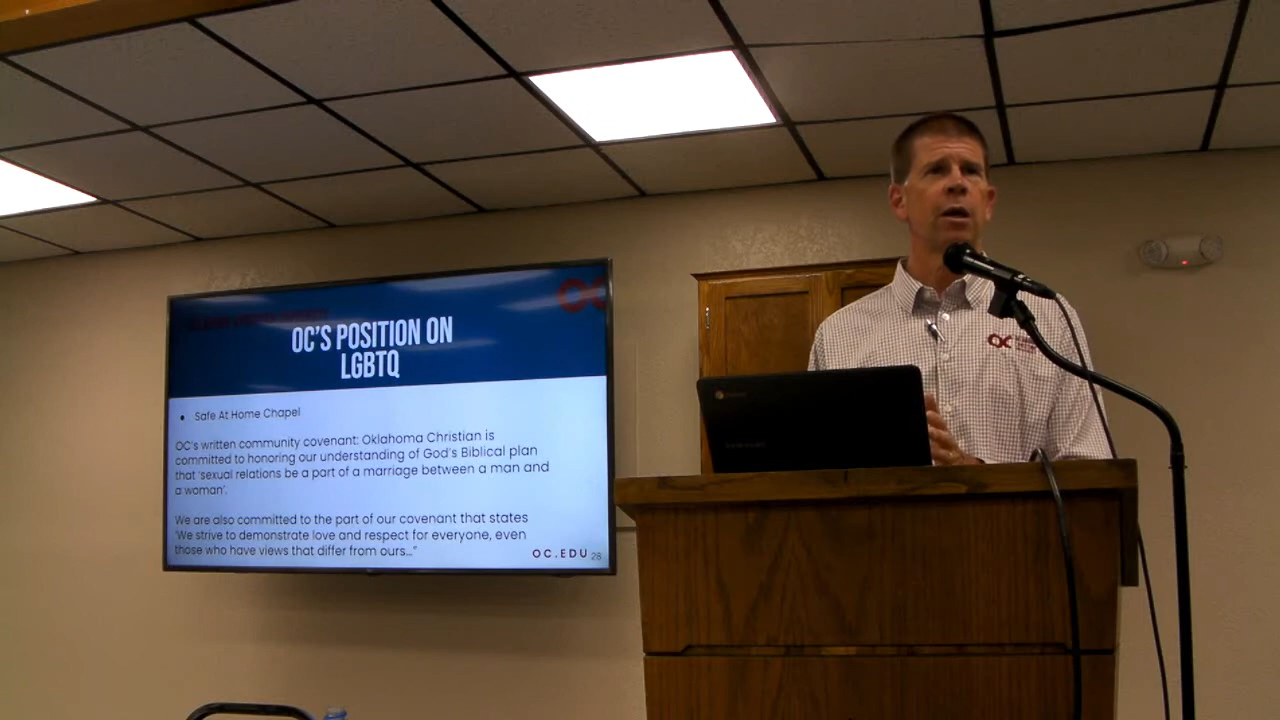 OC
OC'S POSITION ON
LGBTQ
• Safe At Home Chapel
OC's written community covenant: Oklahoma Christian is
committed to honoring our understanding of God's Biblical plan
that 'sexual relations be a part of a marriage between a man and
a woman'.
We are also committed to the part of our covenant that states
'We strive to demonstrate love and respect for everyone, even
those who have views that differ from ours..."
OC.EDU 28
OC